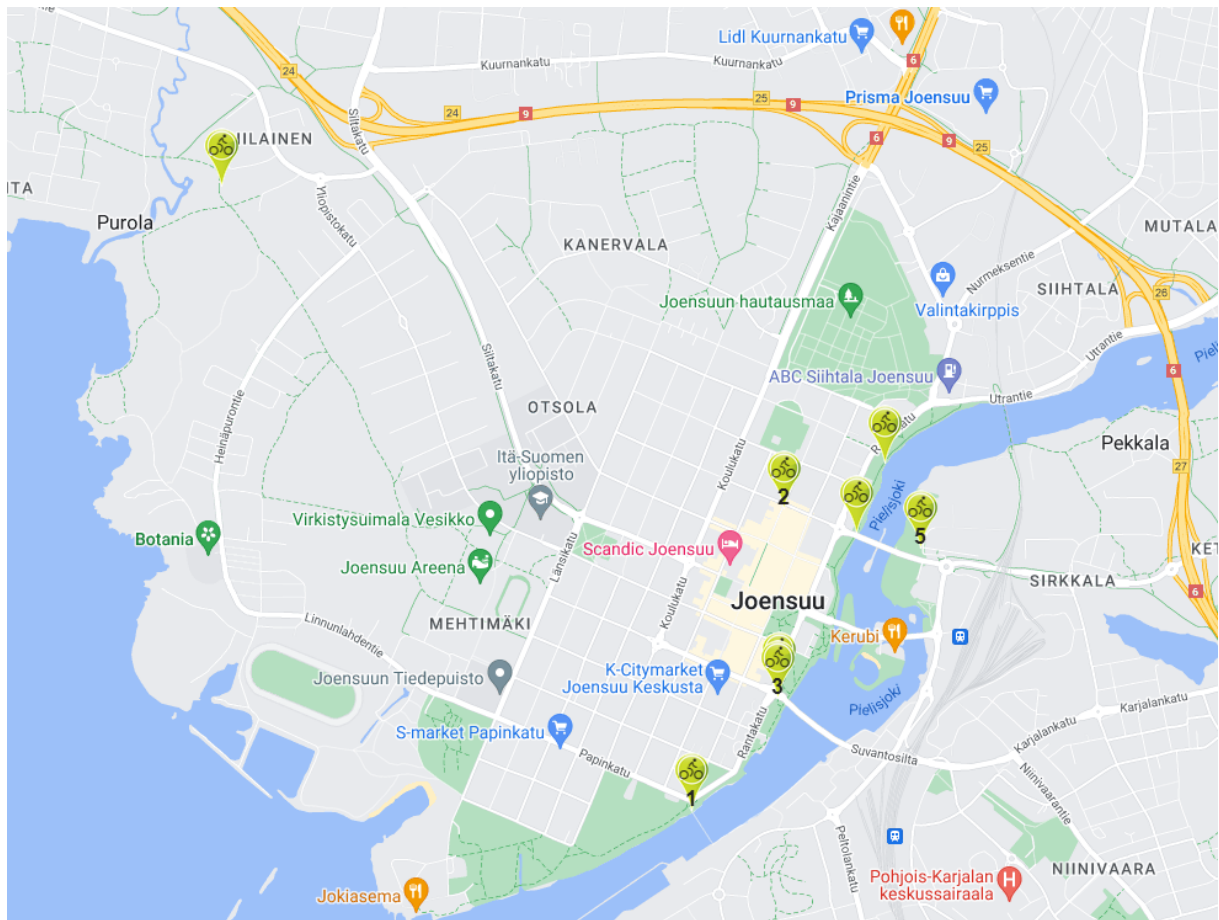 24
6
Lidl Kuurnankatu
Kuurnankatu
Kuurnankatu
Siltakatu
24
9
25
9
6
Prisma Joensuu
9
25
IILAINEN
Yliopistokatu
Purola
KANERVALA
Kajaanintie
MUTALA
Nurmeksentie
SIIHTALA
26
Joensuun hautausmaa
Valintakirppis
Utrantie
Siltakatu
ABC Siihtala Joensuu
6
Utrantie
OTSOLA
Heinäpurontie
Koulukatu
Pekkala
Itä-Suomen
yliopisto
2
27
Pielisjoki
Virkistysuimala Vesikko
5
Botania
Scandic Joensuu
Joensuu Areena
Länsikatu
SIRKKALA
KET
6
Koulukatu
Joensuu
Linnunlahdentie
MEHTIMÄKI
Kerubi
Joensuun Tiedepuisto
K-Citymarket
Joensuu Keskusta
3
Pielisjoki
S-market Papinkatu
Rantakatu
Karjalankatu
Karjalankatu
Suvantosilta
Papinkatu
1
Niinivaarantie
Peltolankatu
Jokiasema
Pohjois-Karjalan
keskussairaala
H
NIINIVAARA